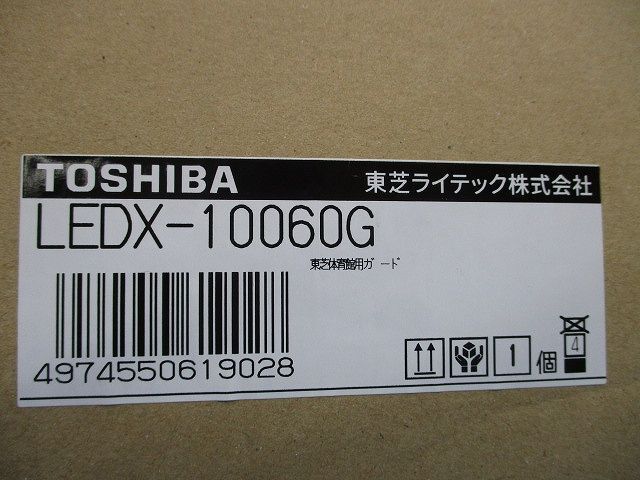 TOSHIBA 東芝ライテック株式会社
LEDX-10060G
東芝体育館用ガード
4974550619028
1 個 4